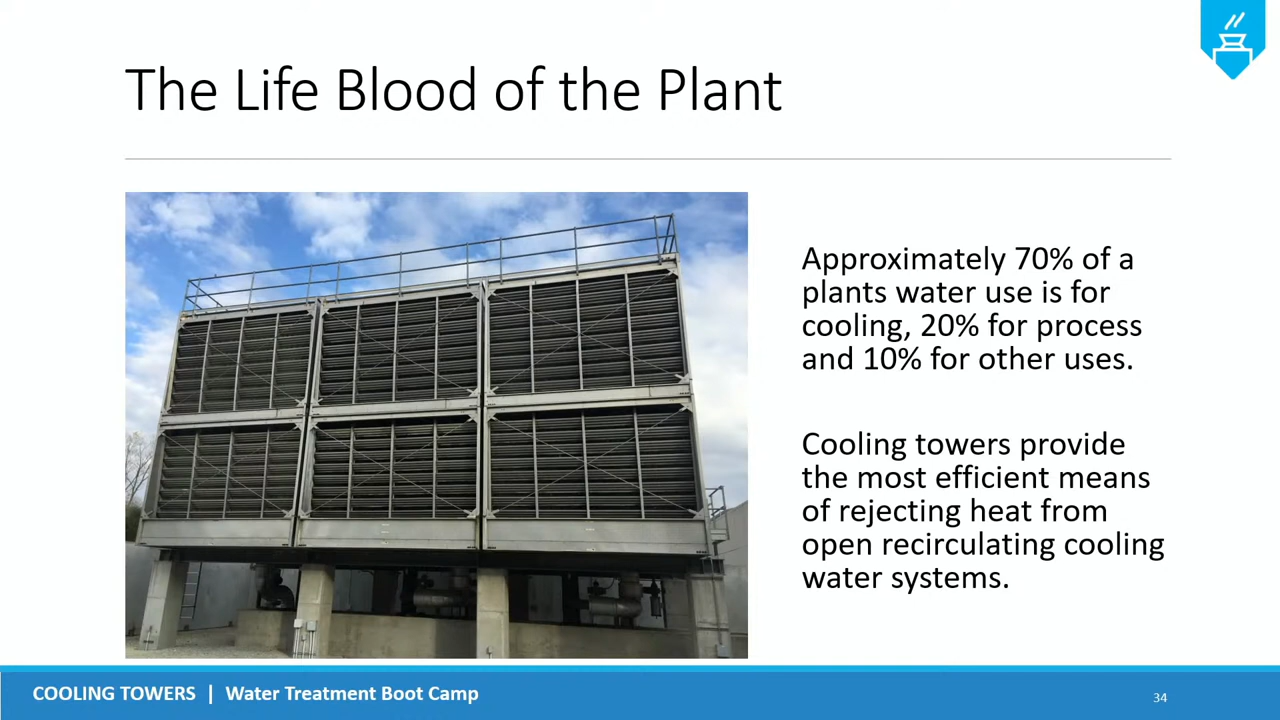 The Life Blood of the Plant
Approximately 70% of a
plants water use is for
cooling, 20% for process
and 10% for other uses.
Cooling towers provide
the most efficient means
of rejecting heat from
open recirculating cooling
water systems.
COOLING TOWERS | Water Treatment Boot Camp
34